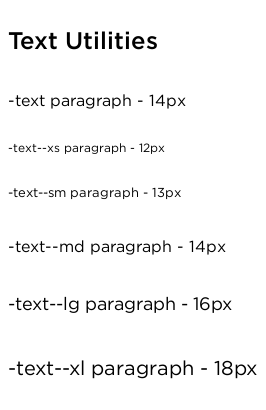 Text Utilities
-text paragraph - 14px
-text--xs paragraph - 12px
-text--sm paragraph - 13px
-text--md paragraph - 14px
-text--lg paragraph - 16px
-text--xl paragraph - 18px